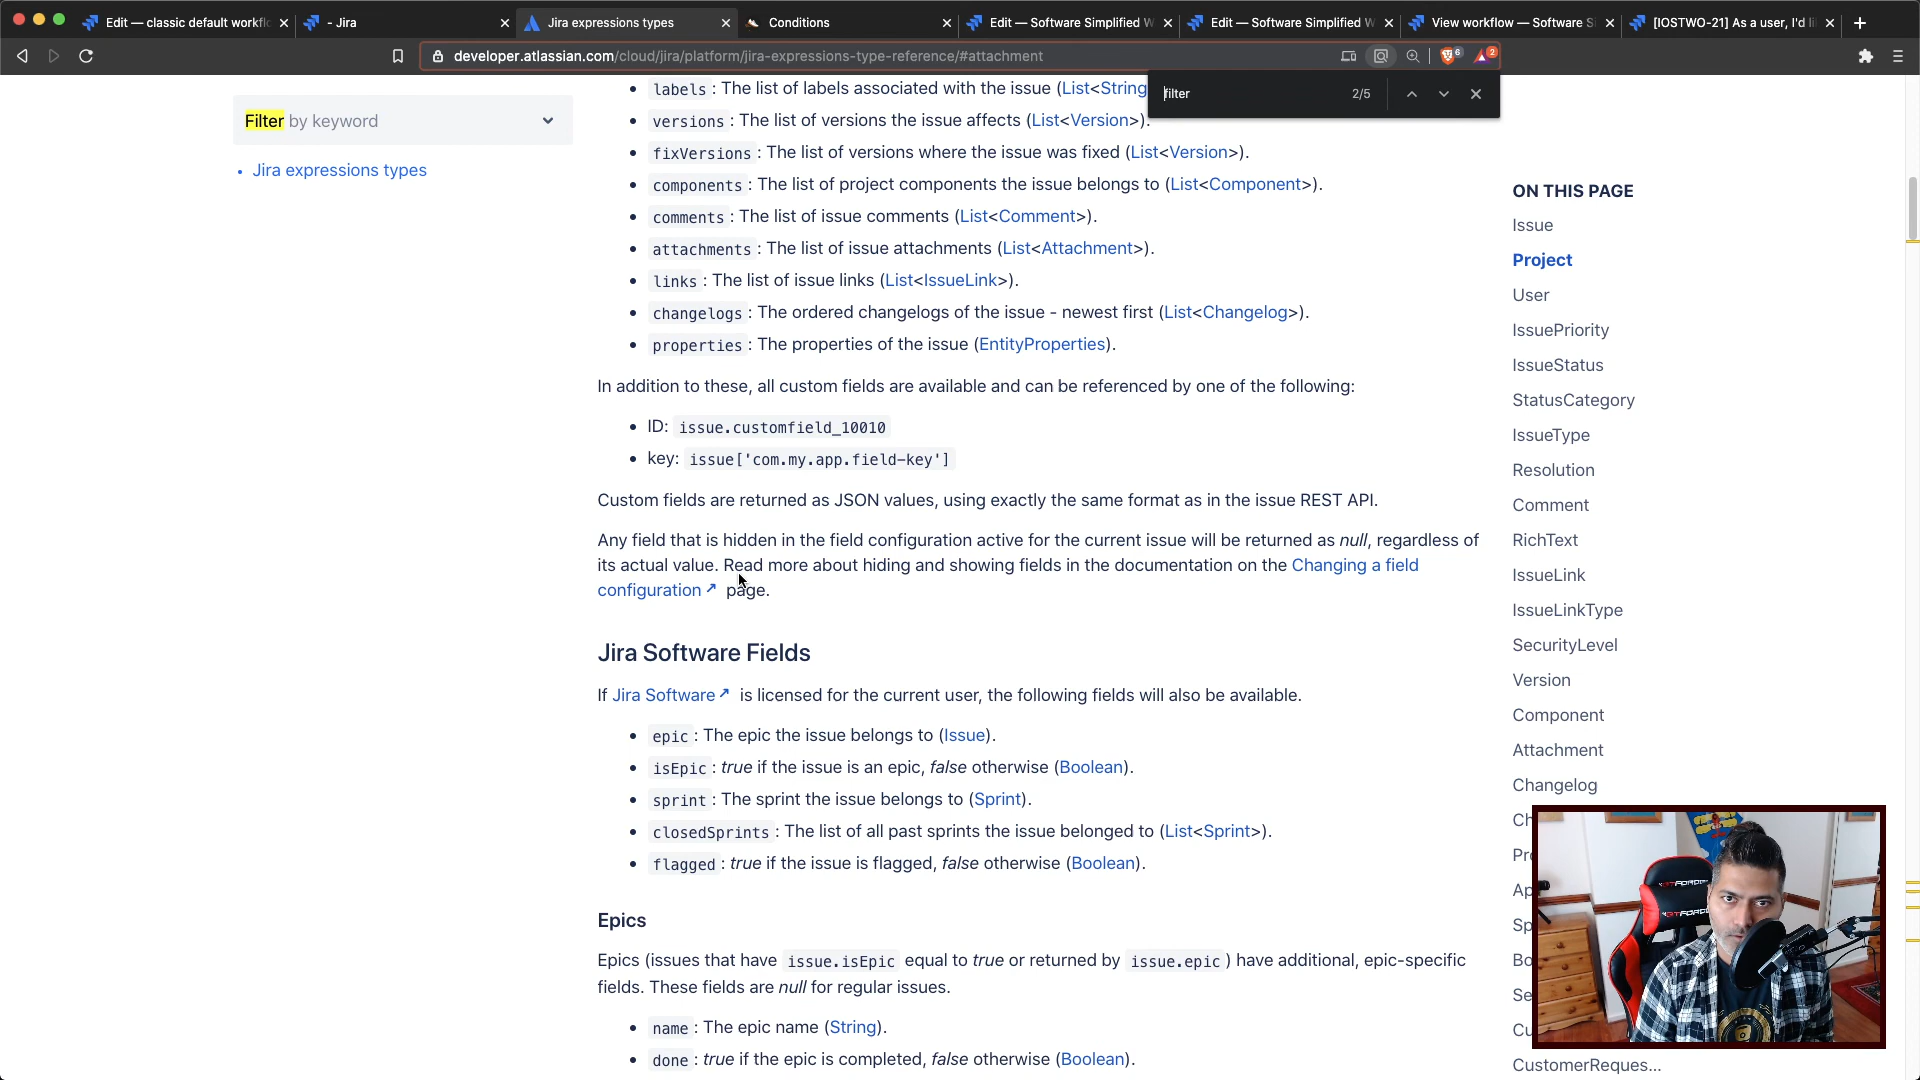 Edit — classic default workfl
- Jira
Jira expressions types
Conditions
Edit — Software Simplified W
Edit — Software Simplified W
View workflow — Software S
[IOSTWO-21] As a user, I'd li
developer.atlassian.com/cloud/jira/platform/jira-expressions-type-reference/#attachment
6
2
filter
2/5
Filter by keyword
• Jira expressions types
• labels : The list of labels associated with the issue (List<String
• versions : The list of versions the issue affects (List<Version>).
• fixVersions : The list of versions where the issue was fixed (List<Version>).
• components : The list of project components the issue belongs to (List<Component>).
• comments : The list of issue comments (List<Comment>).
• attachments : The list of issue attachments (List<Attachment>).
• links : The list of issue links (List<IssueLink>).
• changelogs : The ordered changelogs of the issue - newest first (List<Changelog>).
• properties : The properties of the issue (EntityProperties).
In addition to these, all custom fields are available and can be referenced by one of the following:
• ID: issue.customfield_10010
• key: issue['com.my.app.field-key']
Custom fields are returned as JSON values, using exactly the same format as in the issue REST API.
Any field that is hidden in the field configuration active for the current issue will be returned as null, regardless of
its actual value. Read more about hiding and showing fields in the documentation on the Changing a field
configuration ↗ page.
Jira Software Fields
If Jira Software ↗ is licensed for the current user, the following fields will also be available.
• epic : The epic the issue belongs to (Issue).
• isEpic : true if the issue is an epic, false otherwise (Boolean).
• sprint : The sprint the issue belongs to (Sprint).
• closedSprints : The list of all past sprints the issue belonged to (List<Sprint>).
• flagged : true if the issue is flagged, false otherwise (Boolean).
Epics
Epics (issues that have issue.isEpic equal to true or returned by issue.epic ) have additional, epic-specific
fields. These fields are null for regular issues.
• name : The epic name (String).
• done : true if the epic is completed, false otherwise (Boolean).
ON THIS PAGE
Issue
Project
User
IssuePriority
IssueStatus
StatusCategory
IssueType
Resolution
Comment
RichText
IssueLink
IssueLinkType
SecurityLevel
Version
Component
Attachment
Changelog
Ch
Pr
Ap
Sp
Bo
Se
Cu
CustomerReques...